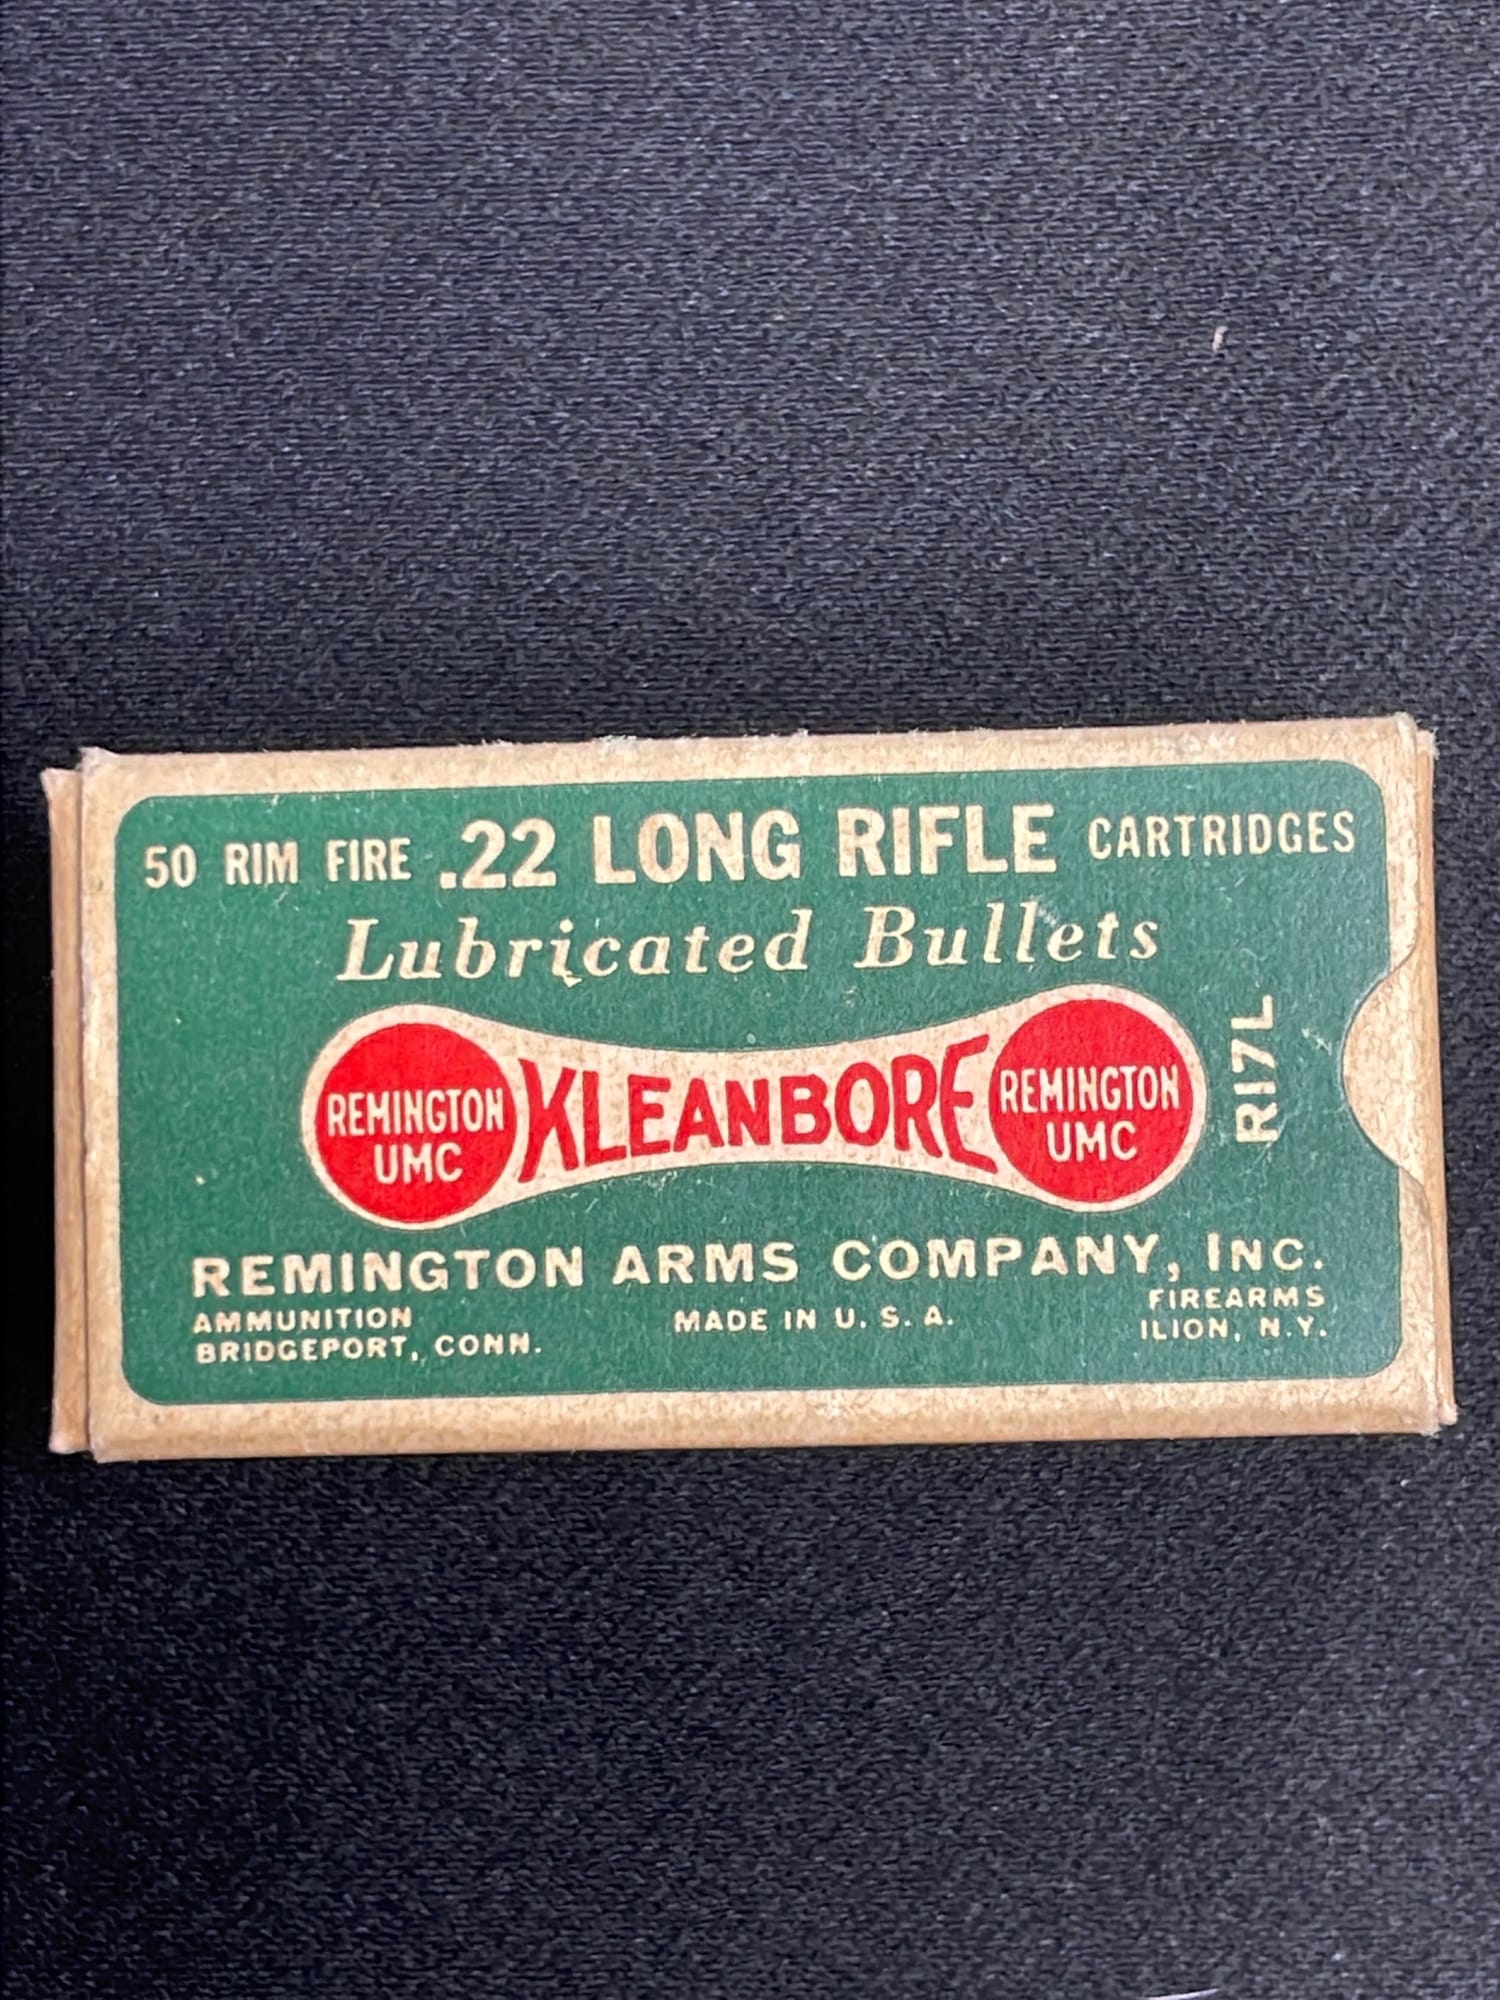 50 RIM FIRE .22 LONG RIFLE CARTRIDGES
Lubricated Bullets
REMINGTON
UMC
KLEANBORE
REMINGTON
UMC
R17L
REMINGTON ARMS COMPANY, INC.
AMMUNITION
BRIDGEPORT, CONN.
MADE IN U. S. A.
FIREARMS
ILION, N.Y.